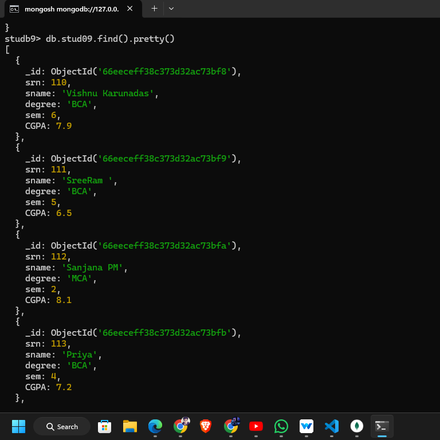 mongosh mongodb://127.0.0.
}
studb9> db.stud09.find().pretty()
[
  {
    _id: ObjectId('66eeceff38c373d32ac73bf8'),
    srn: 110,
    sname: 'Vishnu Karunadas',
    degree: 'BCA',
    sem: 6,
    CGPA: 7.9
  },
  {
    _id: ObjectId('66eeceff38c373d32ac73bf9'),
    srn: 111,
    sname: 'SreeRam ',
    degree: 'BCA',
    sem: 5,
    CGPA: 6.5
  },
  {
    _id: ObjectId('66eeceff38c373d32ac73bfa'),
    srn: 112,
    sname: 'Sanjana PM',
    degree: 'MCA',
    sem: 2,
    CGPA: 8.1
  },
  {
    _id: ObjectId('66eeceff38c373d32ac73bfb'),
    srn: 113,
    sname: 'Priya',
    degree: 'BCA',
    sem: 4,
    CGPA: 7.2
  },
Search